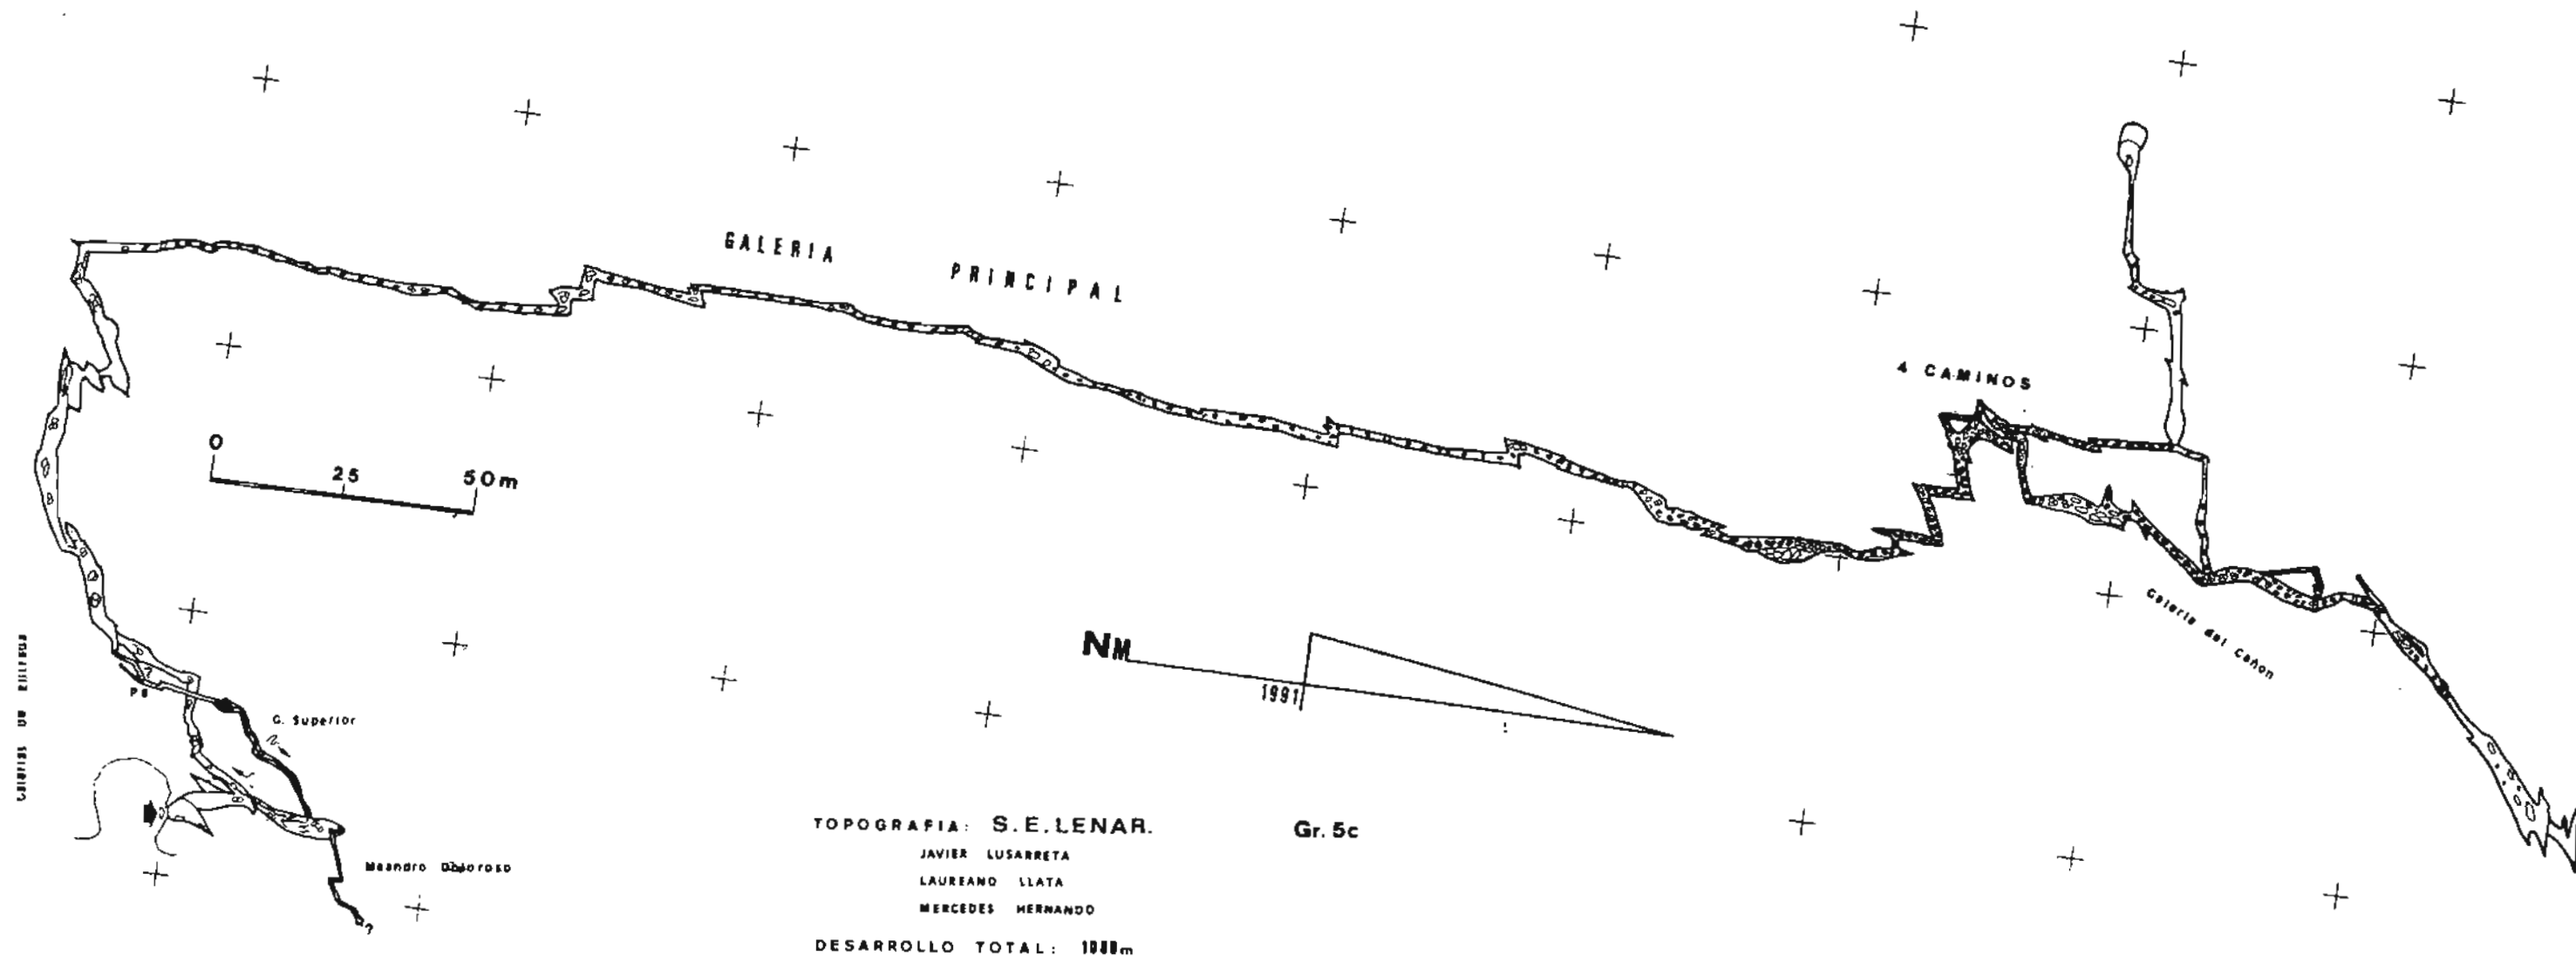 GALERIA PRINCIPAL
4 CAMINOS
0 25 50m
NM
1991
Galeria del Cañon
G. Superior
Meandro
TOPOGRAFIA: S.E.LENAR. Gr. 5c
JAVIER LUSARRETA
LAUREANO LLATA
MERCEDES HERNANDO
DESARROLLO TOTAL: